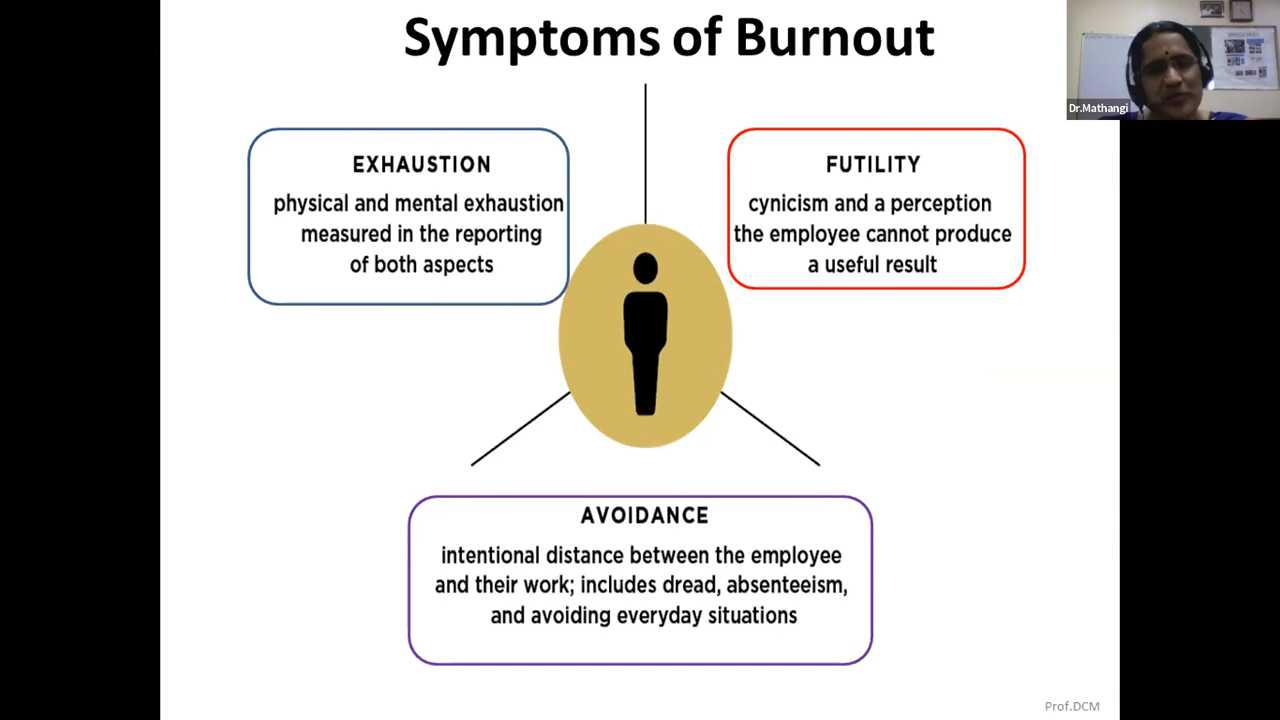 Symptoms of Burnout
Dr.Mathangi
EXHAUSTION
physical and mental exhaustion
measured in the reporting
of both aspects
FUTILITY
cynicism and a perception
the employee cannot produce
a useful result
AVOIDANCE
intentional distance between the employee
and their work; includes dread, absenteeism,
and avoiding everyday situations
Prof.DCM